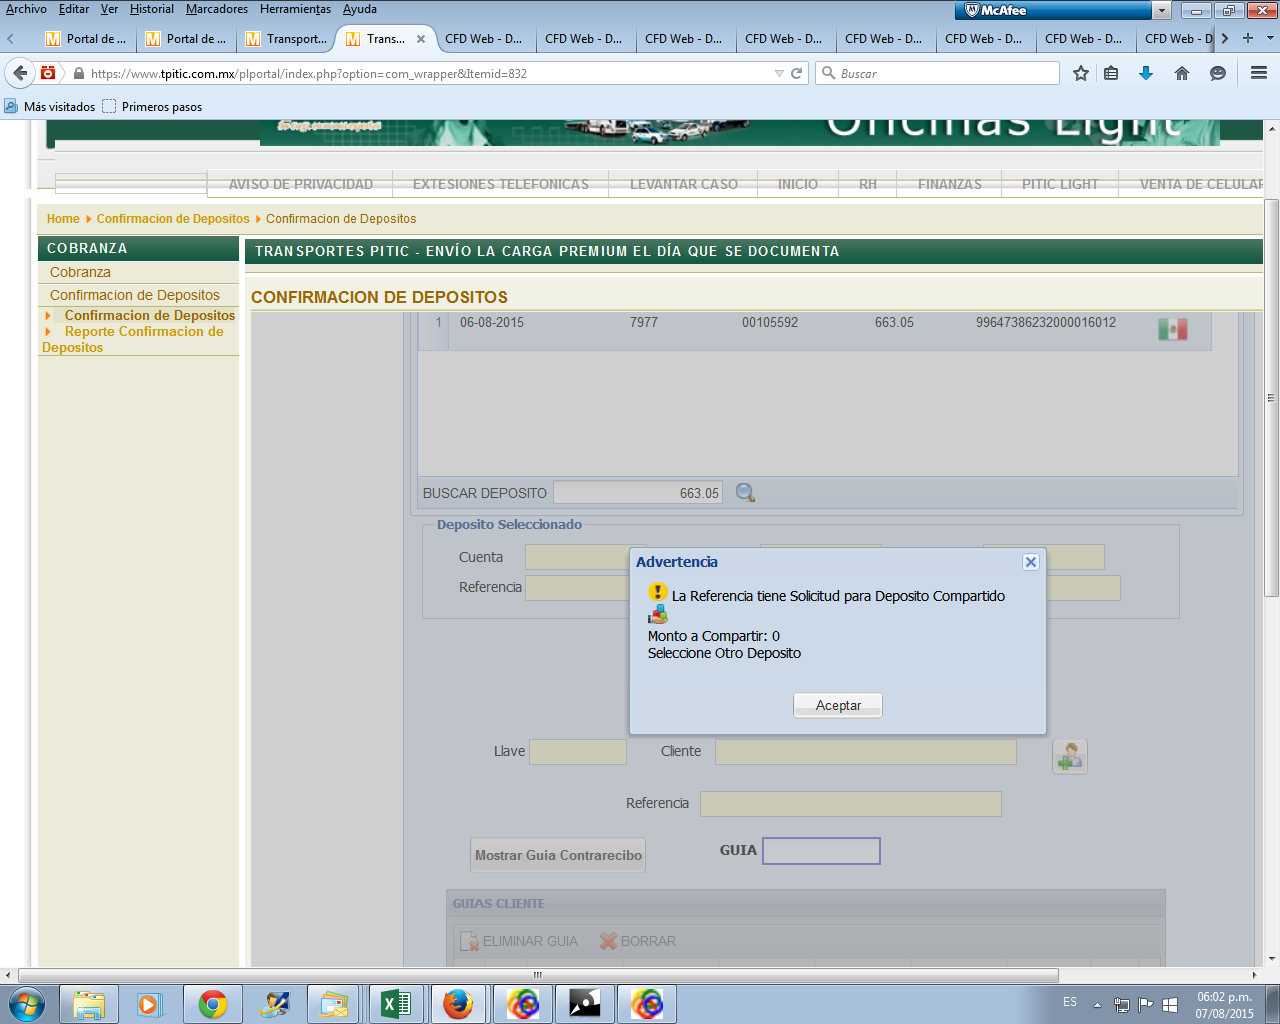 Archivo Editar Ver Historial Marcadores Herramientas Ayuda
McAfee
Portal de ... Portal de ... Transport... Trans... CFD Web - D... CFD Web - D... CFD Web - D... CFD Web - D... CFD Web - D... CFD Web - D... CFD Web - D... CFD Web - D
https://www.tpitic.com.mx/plportal/index.php?option=com_wrapper&Itemid=832
Buscar
Más visitados Primeros pasos
Oficinas Light
AVISO DE PRIVACIDAD EXTESIONES TELEFONICAS LEVANTAR CASO INICIO RH FINANZAS PITIC LIGHT VENTA DE CELULAR
Home Confirmacion de Depositos Confirmacion de Depositos
COBRANZA
Cobranza
Confirmacion de Depositos
Confirmacion de Depositos
Reporte Confirmacion de
Depositos
TRANSPORTES PITIC - ENVÍO LA CARGA PREMIUM EL DÍA QUE SE DOCUMENTA
CONFIRMACION DE DEPOSITOS
1 06-08-2015 7977 00105592 663.05 99647386232000016012
BUSCAR DEPOSITO 663.05
Deposito Seleccionado
Cuenta
Referencia
Advertencia
La Referencia tiene Solicitud para Deposito Compartido
Monto a Compartir: 0
Seleccione Otro Deposito
Aceptar
Llave Cliente
Referencia
Mostrar Guia Contrarecibo GUIA
GUIAS CLIENTE
ELIMINAR GUIA BORRAR
ES 06:02 p.m.
07/08/2015